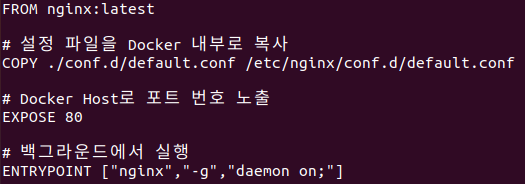 FROM nginx:latest
# 설정 파일을 Docker 내부로 복사
COPY ./conf.d/default.conf /etc/nginx/conf.d/default.conf
# Docker Host로 포트 번호 노출
EXPOSE 80
# 백그라운드에서 실행
ENTRYPOINT ["nginx","-g","daemon on;"]